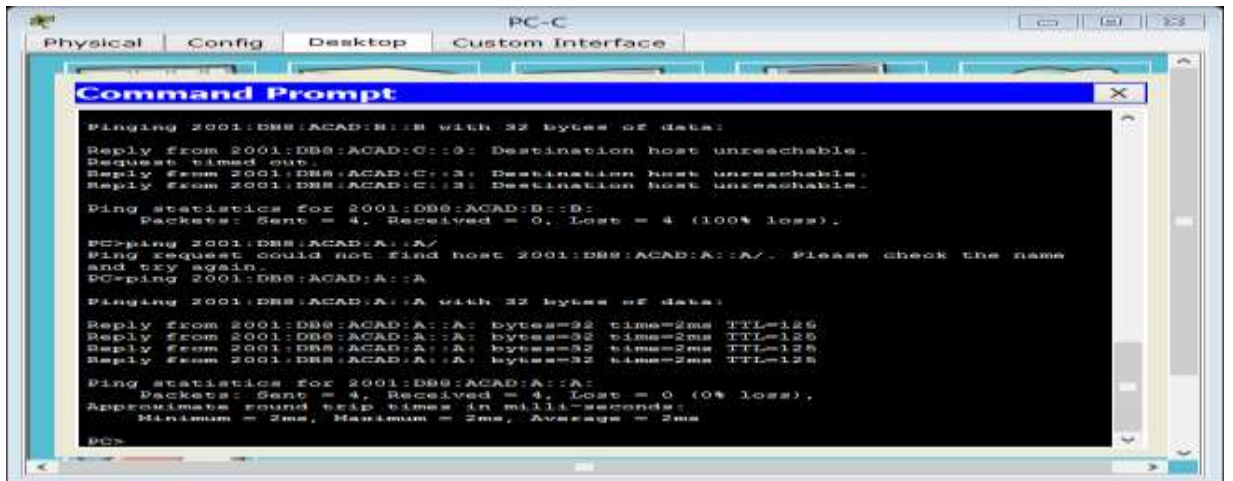 PC-C
Physical Config Desktop Custom Interface
Command Prompt
X
Pinging 2001:DB8:ACAD:B::B with 32 bytes of data:
Reply from 2001:DB8:ACAD:C::3: Destination host unreachable.
Request timed out.
Reply from 2001:DB8:ACAD:C::3: Destination host unreachable.
Reply from 2001:DB8:ACAD:C::3: Destination host unreachable.
Ping statistics for 2001:DB8:ACAD:B::B:
Packets: Sent = 4, Received = 0, Lost = 4 (100% loss),
PC>ping 2001:DB8:ACAD:A::A/
Ping request could not find host 2001:DB8:ACAD:A::A/. Please check the name
and try again.
PC>ping 2001:DB8:ACAD:A::A
Pinging 2001:DB8:ACAD:A::A with 32 bytes of data:
Reply from 2001:DB8:ACAD:A::A: bytes=32 time=2ms TTL=125
Reply from 2001:DB8:ACAD:A::A: bytes=32 time=2ms TTL=125
Reply from 2001:DB8:ACAD:A::A: bytes=32 time=2ms TTL=125
Reply from 2001:DB8:ACAD:A::A: bytes=32 time=2ms TTL=125
Ping statistics for 2001:DB8:ACAD:A::A:
Packets: Sent = 4, Received = 4, Lost = 0 (0% loss),
Approximate round trip times in milli-seconds:
Minimum = 2ms, Maximum = 2ms, Average = 2ms
PC>